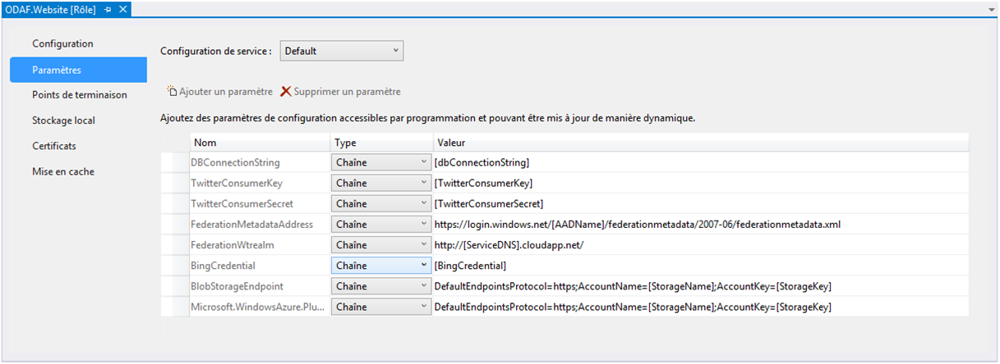 ODAF.Website [Rôle]
Configuration
Configuration de service : Default
Paramètres
Points de terminaison
Ajouter un paramètre Supprimer un paramètre
Stockage local
Ajoutez des paramètres de configuration accessibles par programmation et pouvant être mis à jour de manière dynamique.
Certificats
Mise en cache
Nom Type Valeur
DBConnectionString Chaîne [dbConnectionString]
TwitterConsumerKey Chaîne [TwitterConsumerKey]
TwitterConsumerSecret Chaîne [TwitterConsumerSecret]
FederationMetadataAddress Chaîne https://login.windows.net/[AADName]/federationmetadata/2007-06/federationmetadata.xml
FederationWtrealm Chaîne http://[ServiceDNS].cloudapp.net/
BingCredential Chaîne [BingCredential]
BlobStorageEndpoint Chaîne DefaultEndpointsProtocol=https;AccountName=[StorageName];AccountKey=[StorageKey]
Microsoft.WindowsAzure.Plu... Chaîne DefaultEndpointsProtocol=https;AccountName=[StorageName];AccountKey=[StorageKey]